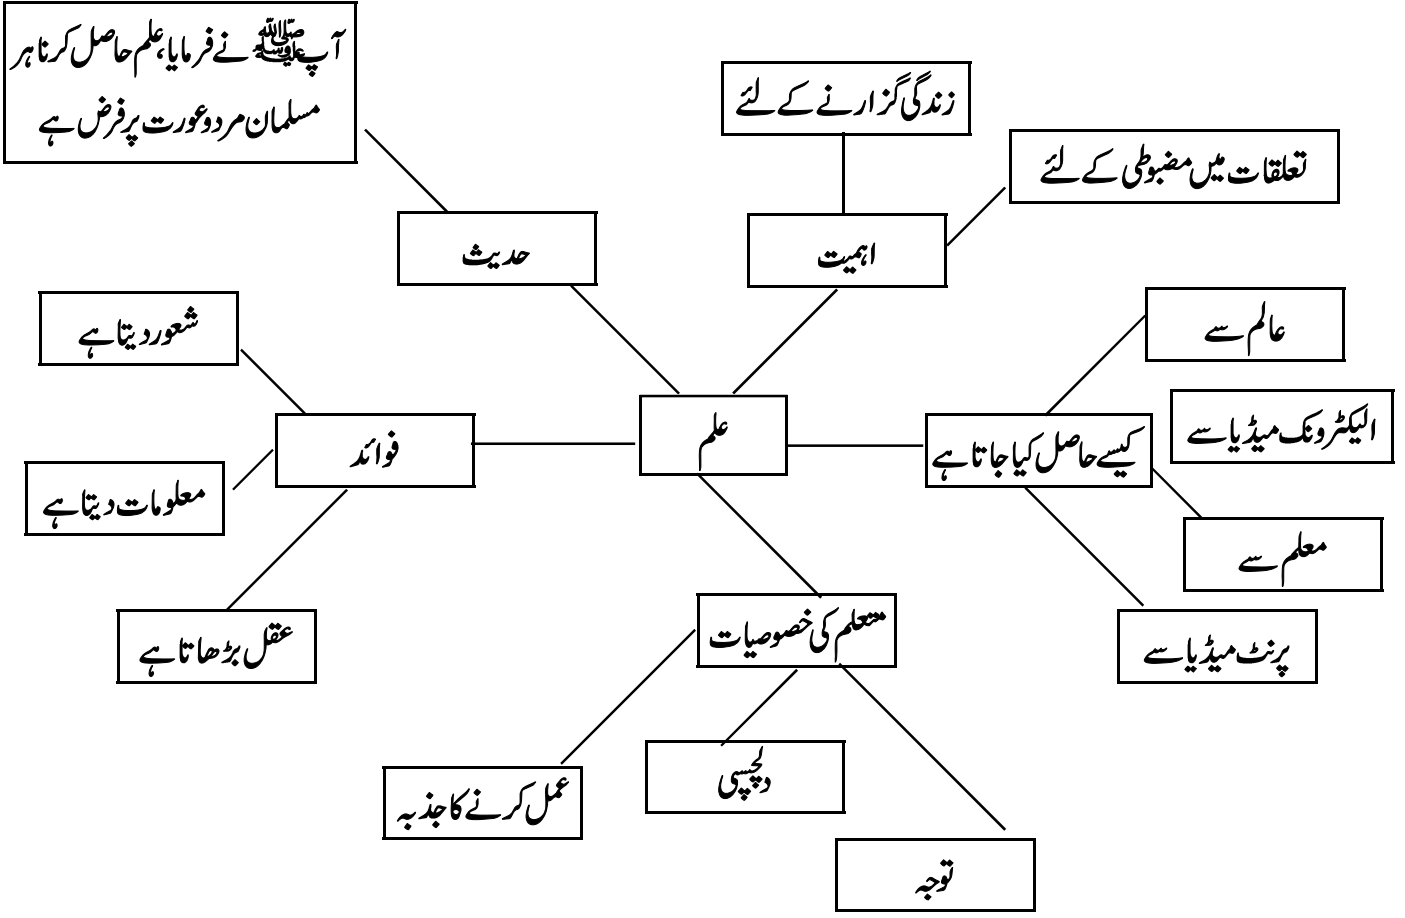 آپﷺ نے فرمایا،علم حاصل کرنا ہر
مسلمان مرد و عورت پر فرض ہے
زندگی گزارنے کے لئے
تعلقات میں مضبوطی کے لئے
حدیث
اہمیت
شعور دیتا ہے
عالم سے
علم
فوائد
کیسے حاصل کیا جاتا ہے
الیکٹرونک میڈیا سے
معلومات دیتا ہے
معلم سے
عقل بڑھاتا ہے
متعلم کی خصوصیات
پرنٹ میڈیا سے
عمل کرنے کا جذبہ
دلچسپی
توجہ